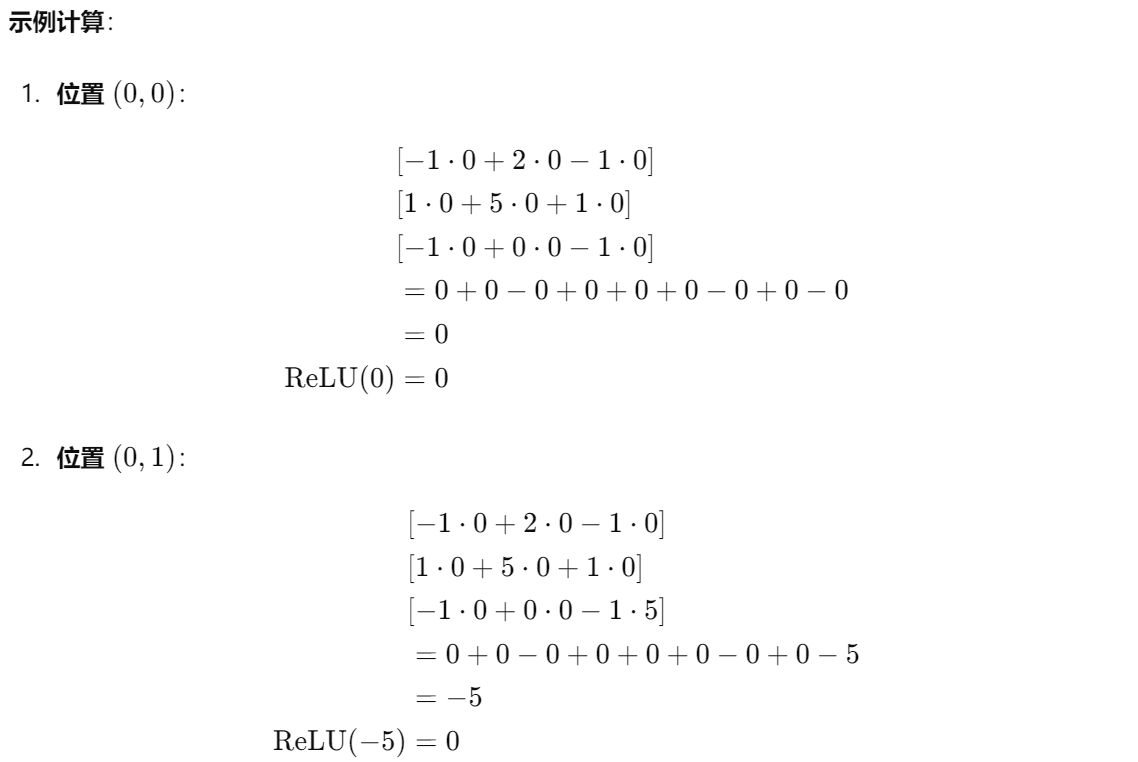 示例计算:
1. 位置 (0, 0):
[−1 · 0 + 2 · 0 − 1 · 0]
[1 · 0 + 5 · 0 + 1 · 0]
[−1 · 0 + 0 · 0 − 1 · 0]
= 0 + 0 − 0 + 0 + 0 + 0 − 0 + 0 − 0
= 0
ReLU(0) = 0
2. 位置 (0, 1):
[−1 · 0 + 2 · 0 − 1 · 0]
[1 · 0 + 5 · 0 + 1 · 0]
[−1 · 0 + 0 · 0 − 1 · 5]
= 0 + 0 − 0 + 0 + 0 + 0 − 0 + 0 − 5
= −5
ReLU(−5) = 0